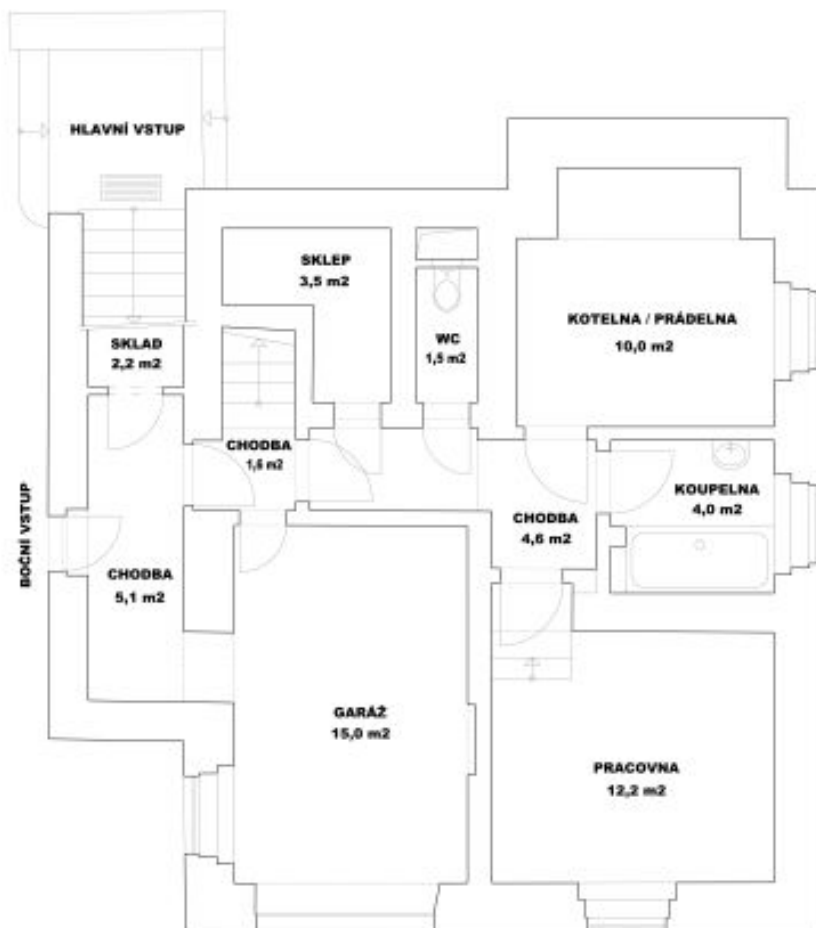 HLAVNÍ VSTUP
SKLEP
3,5 m2
KOTELNA / PRÁDELNA
10,0 m2
WC
1,5 m2
SKLAD
2,2 m2
CHODBA
1,6 m2
KOUPELNA
4,0 m2
CHODBA
4,6 m2
BOČNÍ VSTUP
CHODBA
5,1 m2
GARÁŽ
15,0 m2
PRACOVNA
12,2 m2